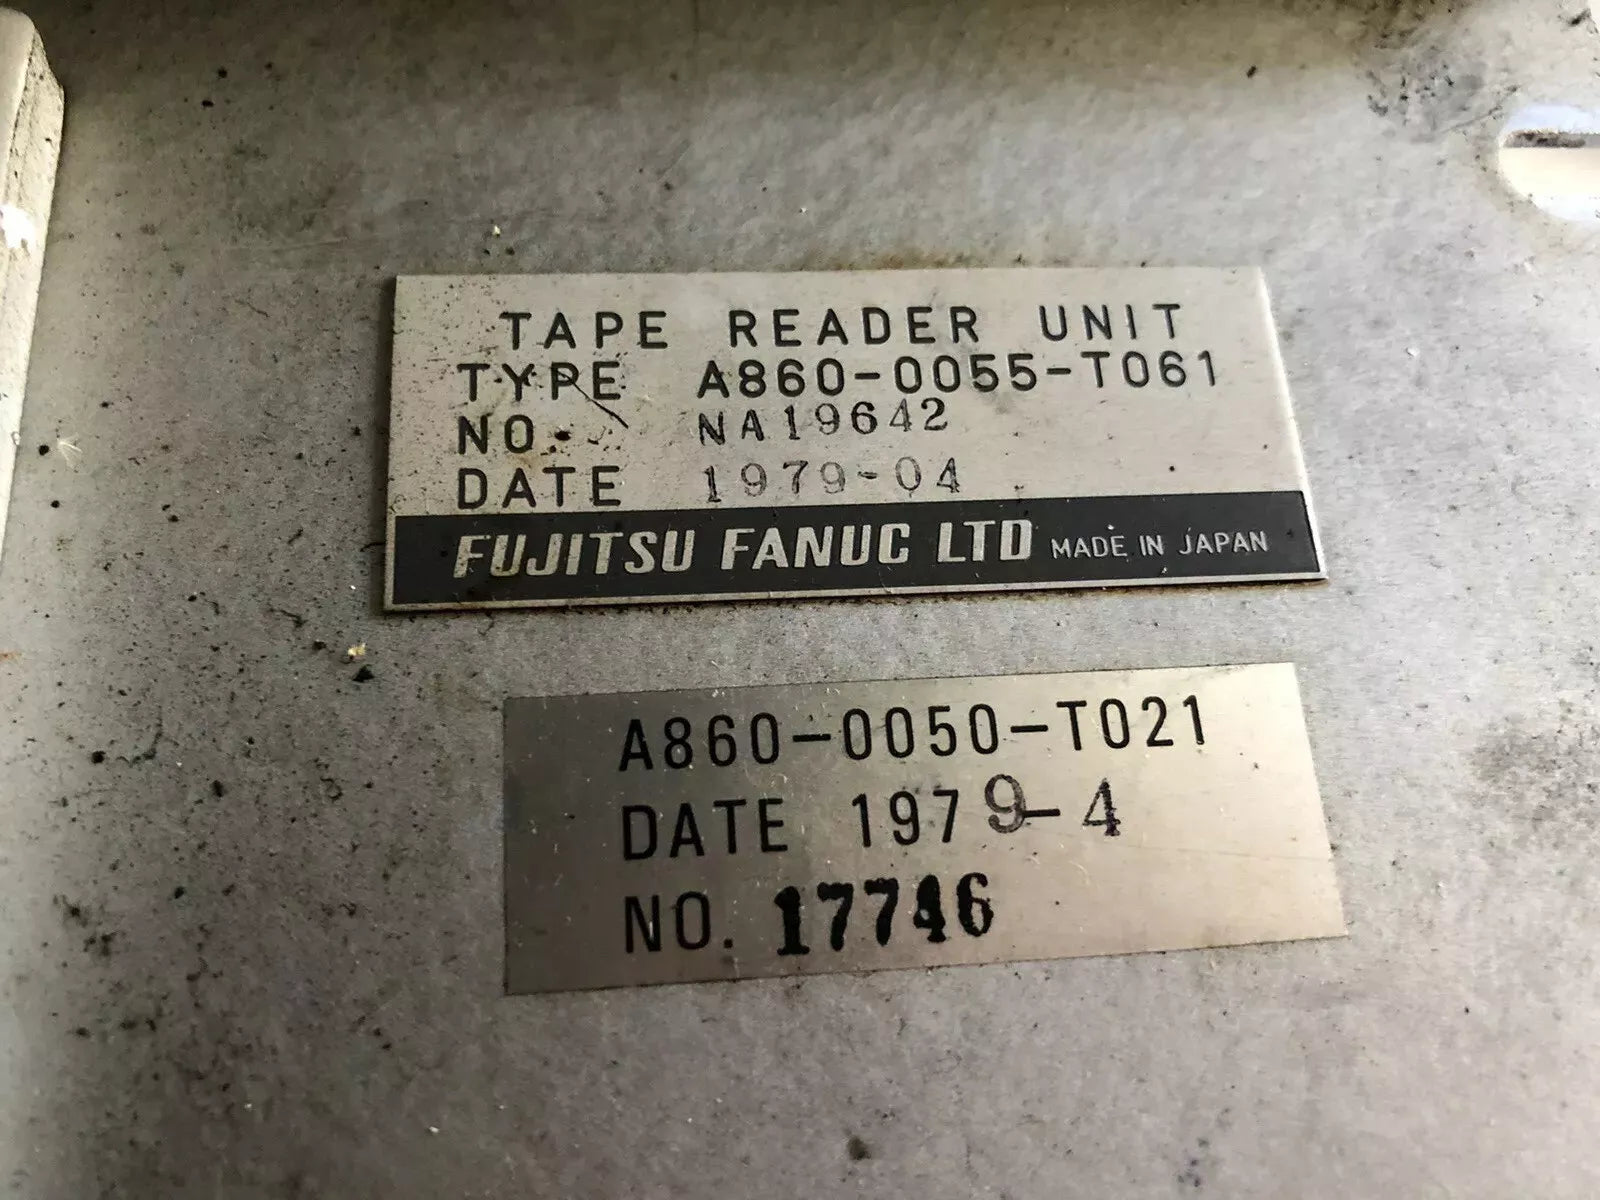 TAPE READER UNIT
TYPE A860-0055-T061
NO. NA19642
DATE 1979-04
FUJITSU FANUC LTD MADE IN JAPAN
A860-0050-T021
DATE 1979-4
NO. 17746